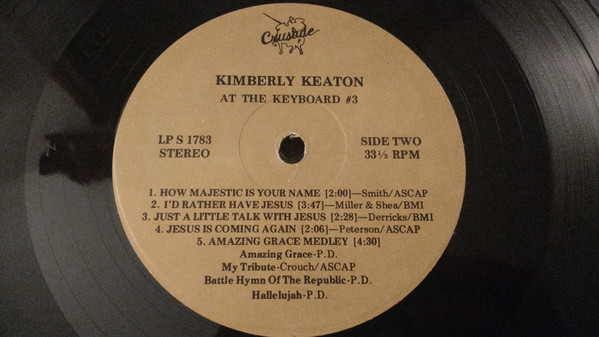 Crusade
KIMBERLY KEATON
AT THE KEYBOARD #3
LP S 1783 SIDE TWO
STEREO 33⅓ RPM
1. HOW MAJESTIC IS YOUR NAME [2:00]—Smith/ASCAP
2. I'D RATHER HAVE JESUS [3:47]—Miller & Shea/BMI
3. JUST A LITTLE TALK WITH JESUS [2:28]—Derricks/BMI
4. JESUS IS COMING AGAIN [2:06]—Peterson/ASCAP
5. AMAZING GRACE MEDLEY [4:30]
Amazing Grace-P.D.
My Tribute-Crouch/ASCAP
Battle Hymn Of The Republic-P.D.
Hallelujah-P.D.